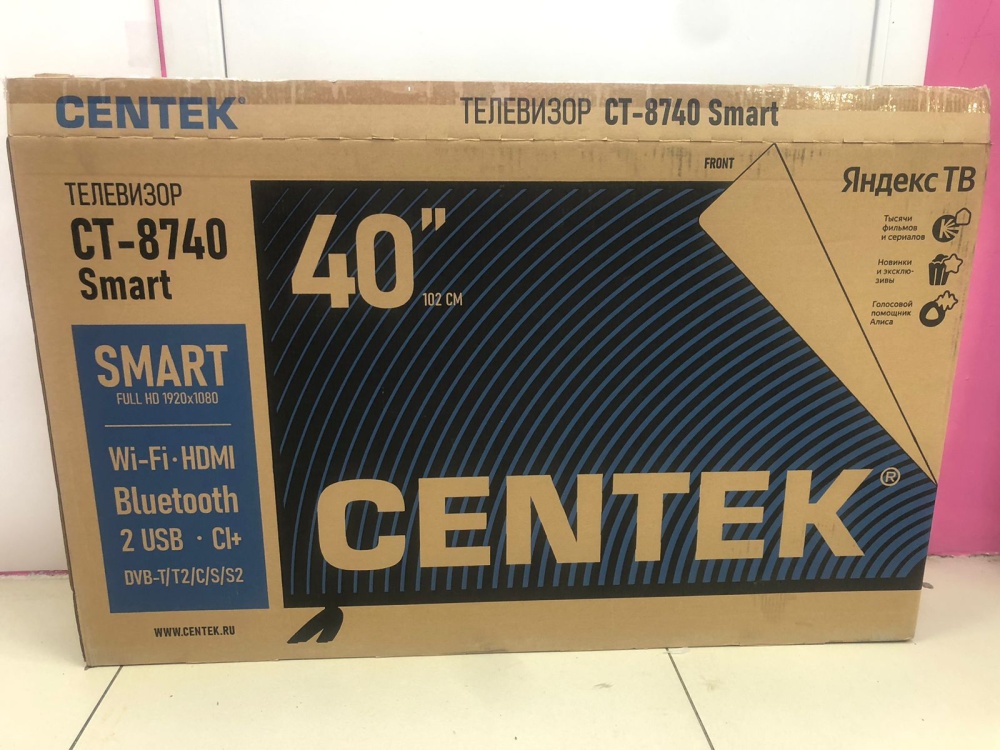 CENTEK®
ТЕЛЕВИЗОР CT-8740 Smart
FRONT
ТЕЛЕВИЗОР
CT-8740
Smart
SMART
FULL HD 1920x1080
Wi-Fi · HDMI
Bluetooth
2 USB · CI+
DVB-T/T2/C/S/S2
WWW.CENTEK.RU
40”
102 СМ
CENTEK®
Яндекс ТВ
Тысячи
фильмов
и сериалов
Новинки
и эксклю-
зивы
Голосовой
помощник
Алиса